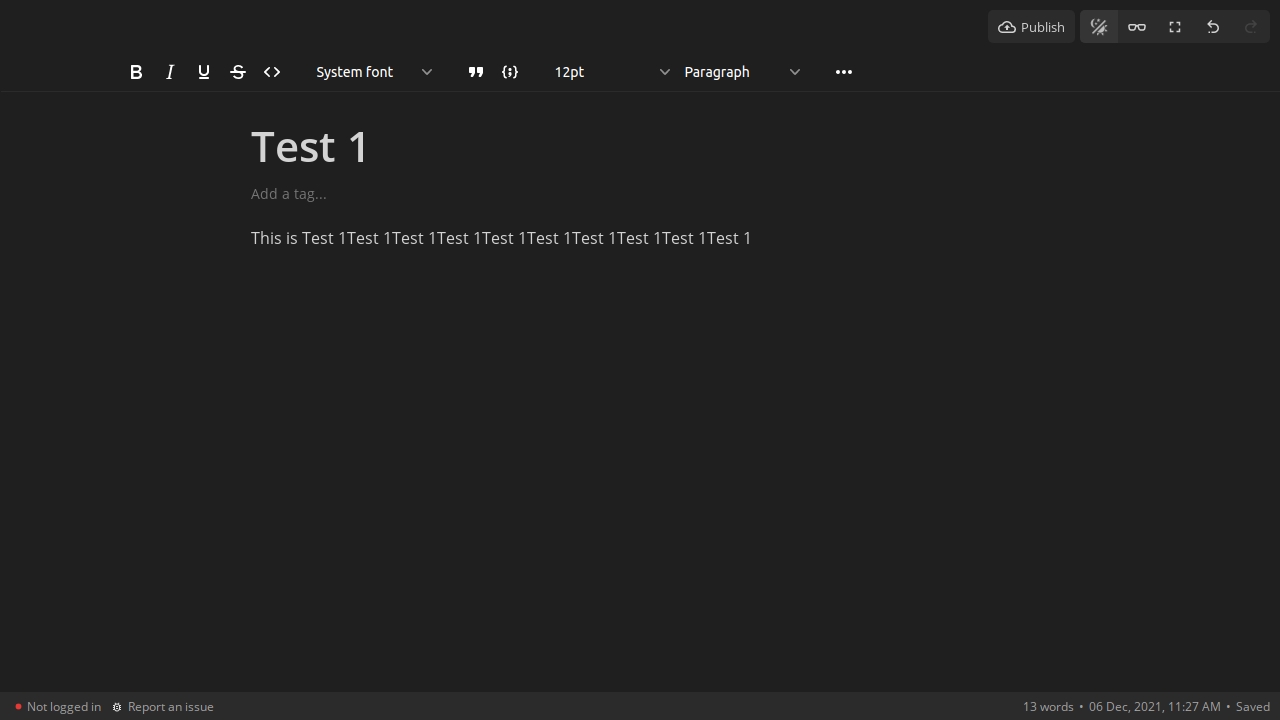 Publish
System font
12pt
Paragraph
Test 1
Add a tag...
This is Test 1Test 1Test 1Test 1Test 1Test 1Test 1Test 1Test 1Test 1
Not logged in
Report an issue
13 words • 06 Dec, 2021, 11:27 AM • Saved